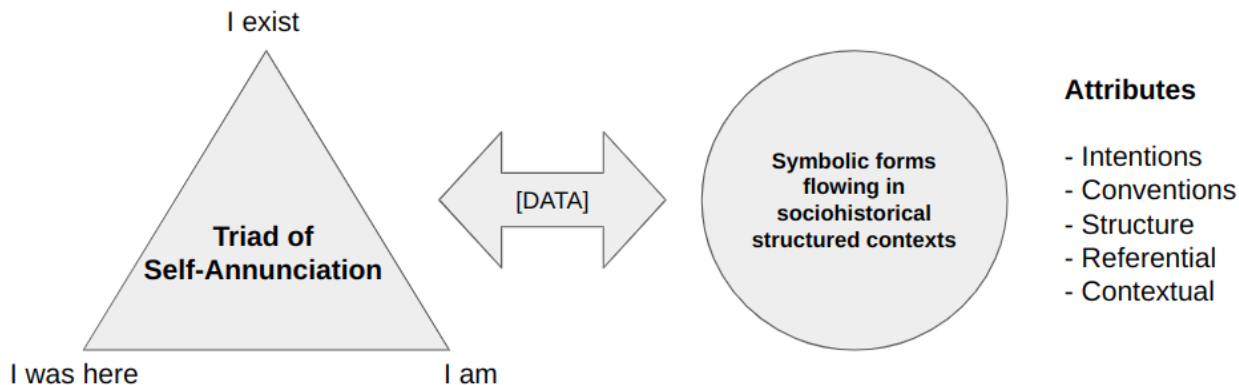 I exist
Triad of
Self-Annunciation
I was here
I am
[DATA]
Symbolic forms
flowing in
sociohistorical
structured contexts
Attributes
- Intentions
- Conventions
- Structure
- Referential
- Contextual